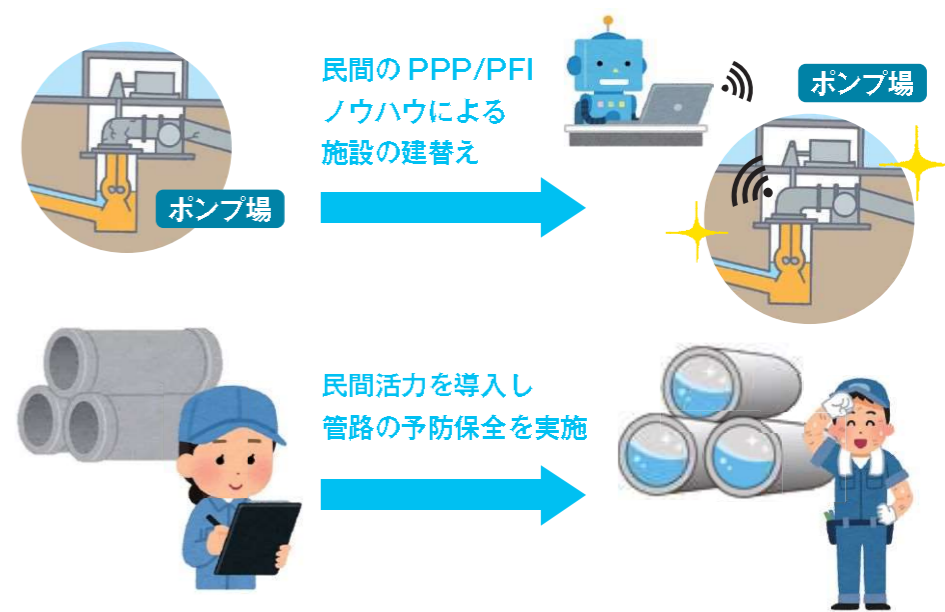 民間のPPP/PFI
ノウハウによる
施設の建替え
ポンプ場
ポンプ場
民間活力を導入し
管路の予防保全を実施